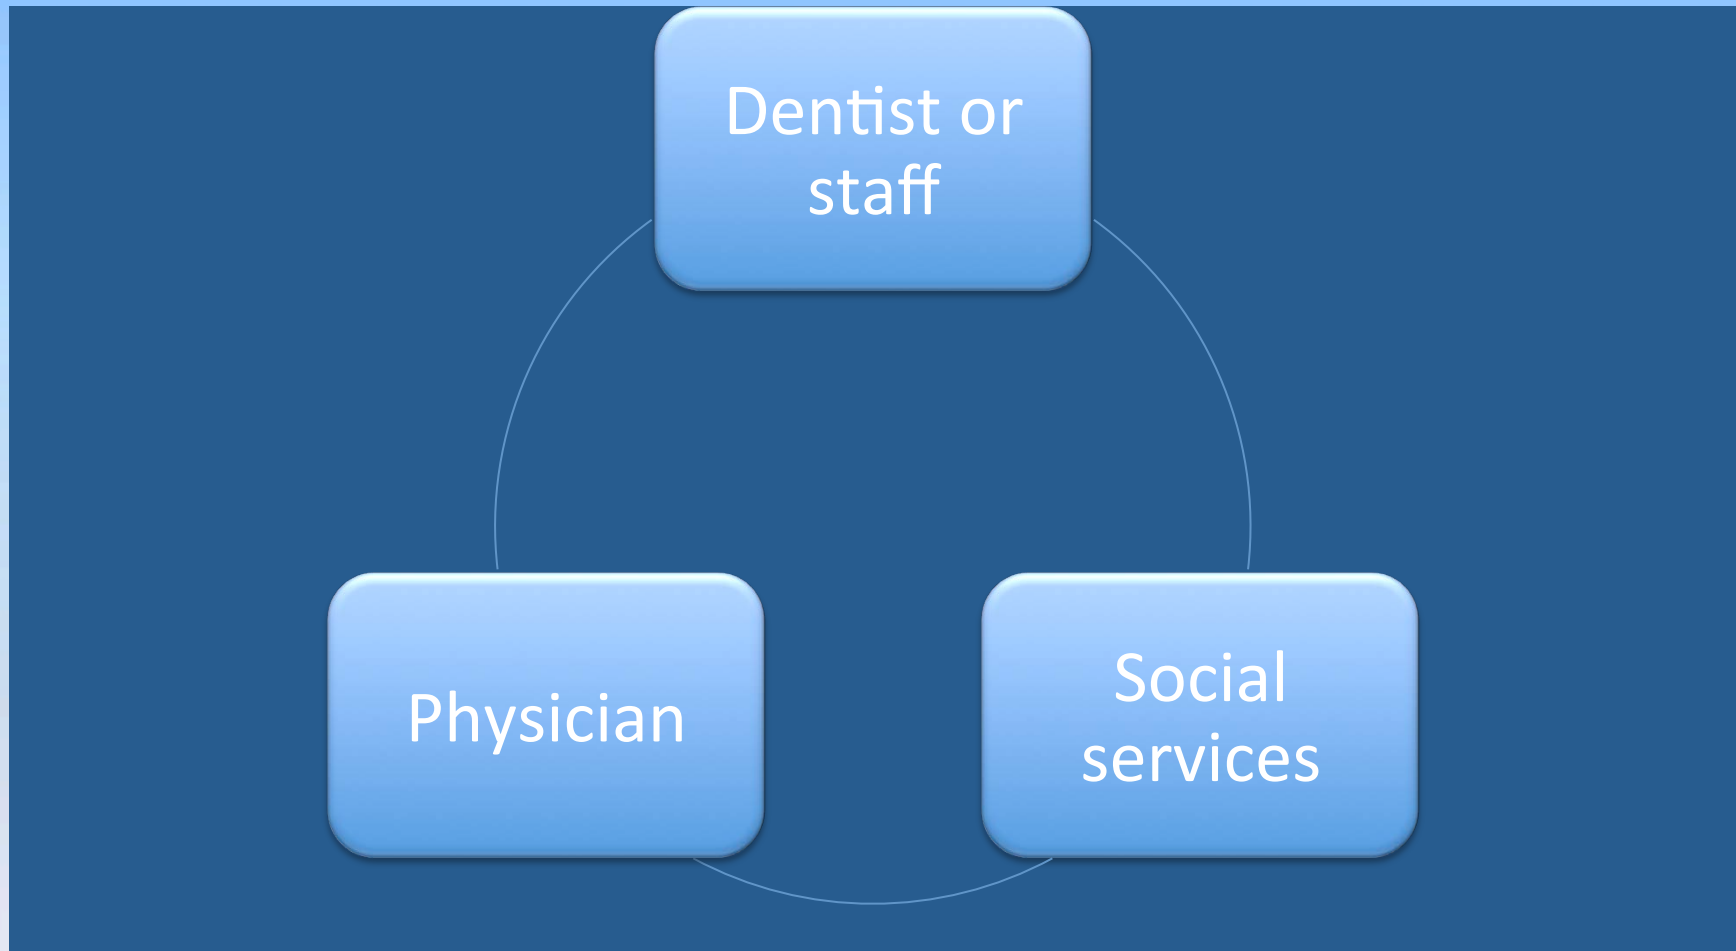 Dentist or
staff
Physician
Social
services